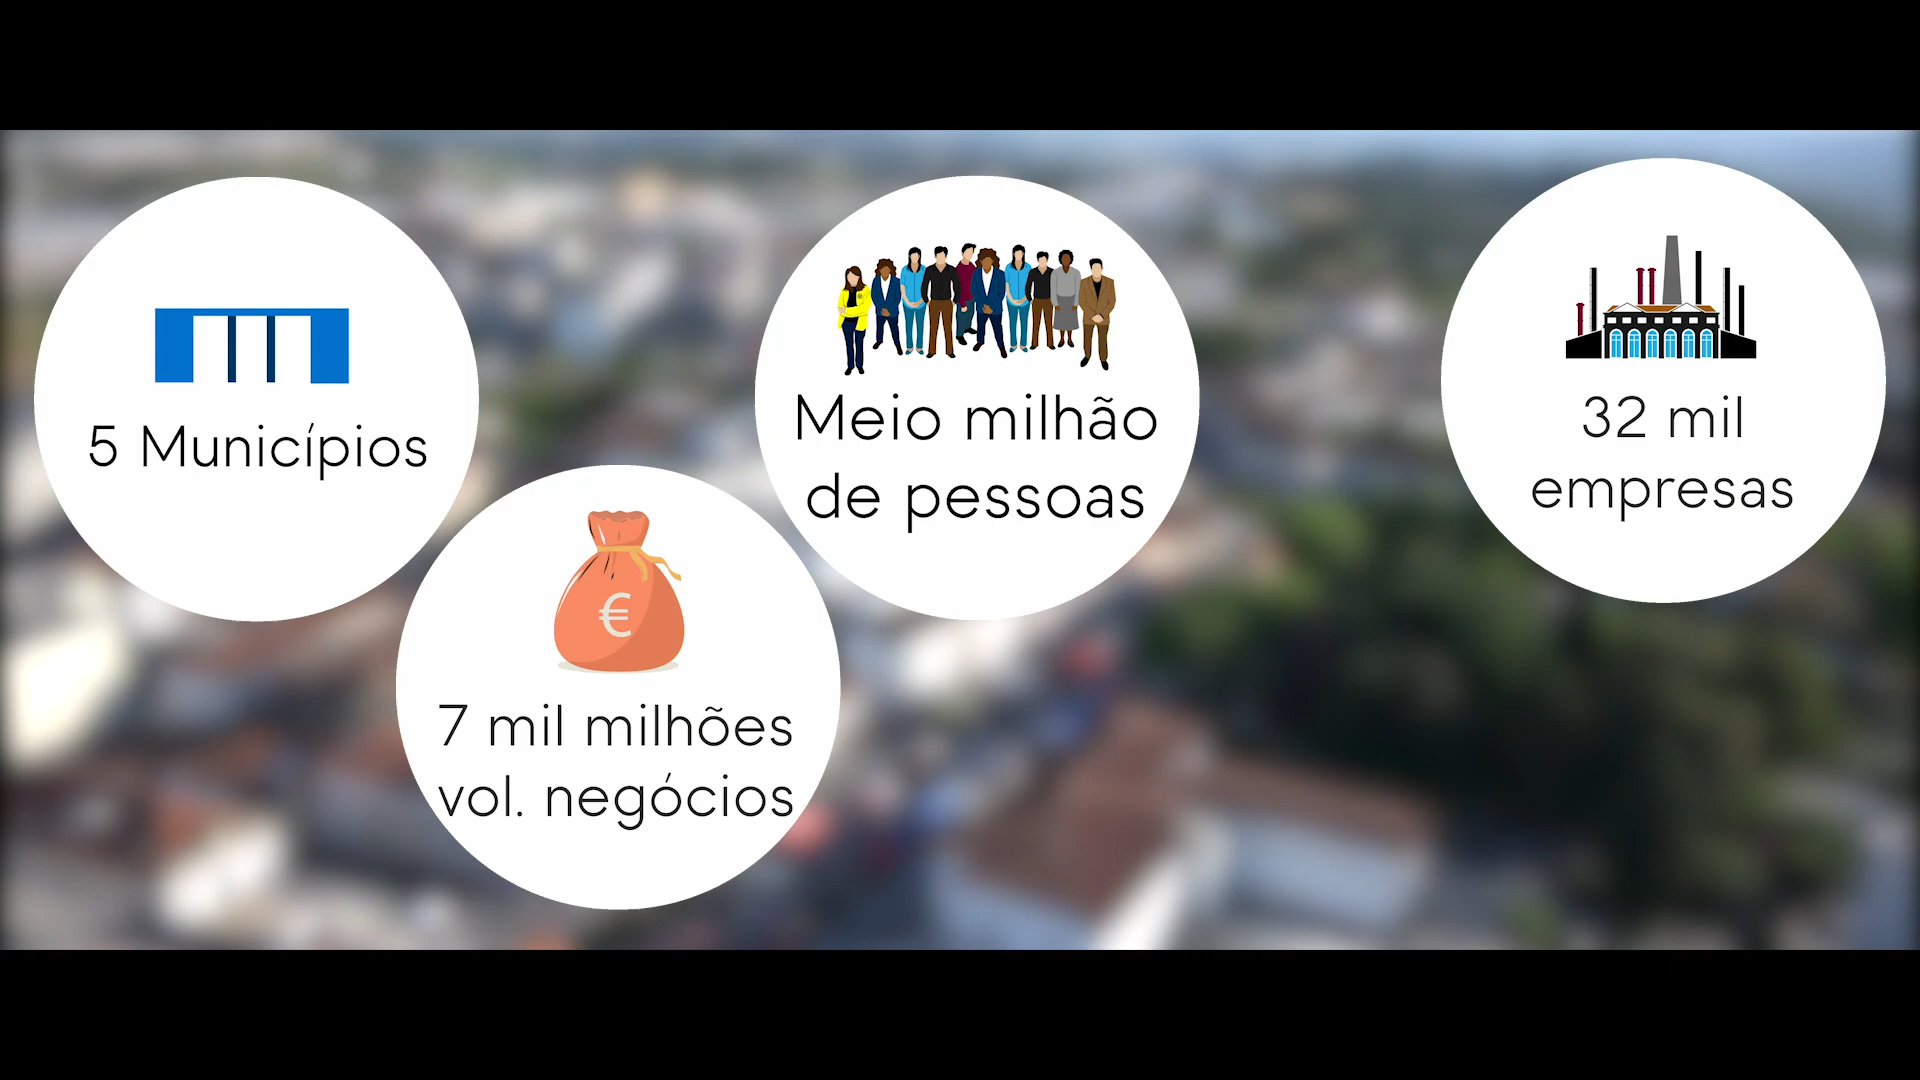 5 Municípios
€
7 mil milhões
vol. negócios
Meio milhão
de pessoas
32 mil
empresas